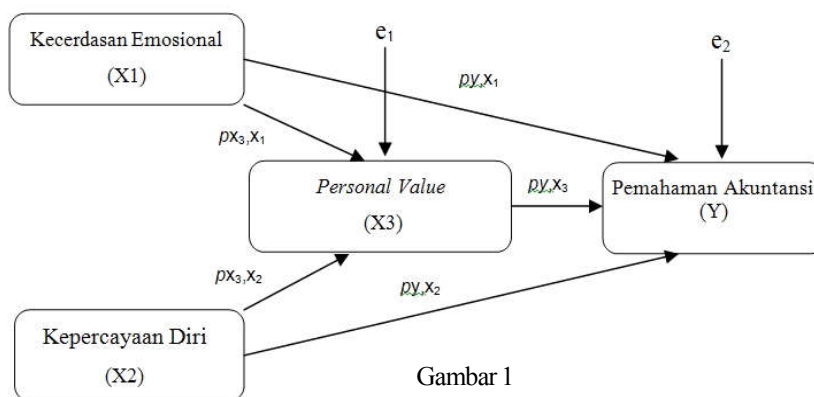 Kecerdasan Emosional
(X1)
e₁
e₂
py,x₁
px₃,x₁
Personal Value
(X3)
py,x₃
Pemahaman Akuntansi
(Y)
px₃,x₂
py,x₂
Kepercayaan Diri
(X2)
Gambar 1